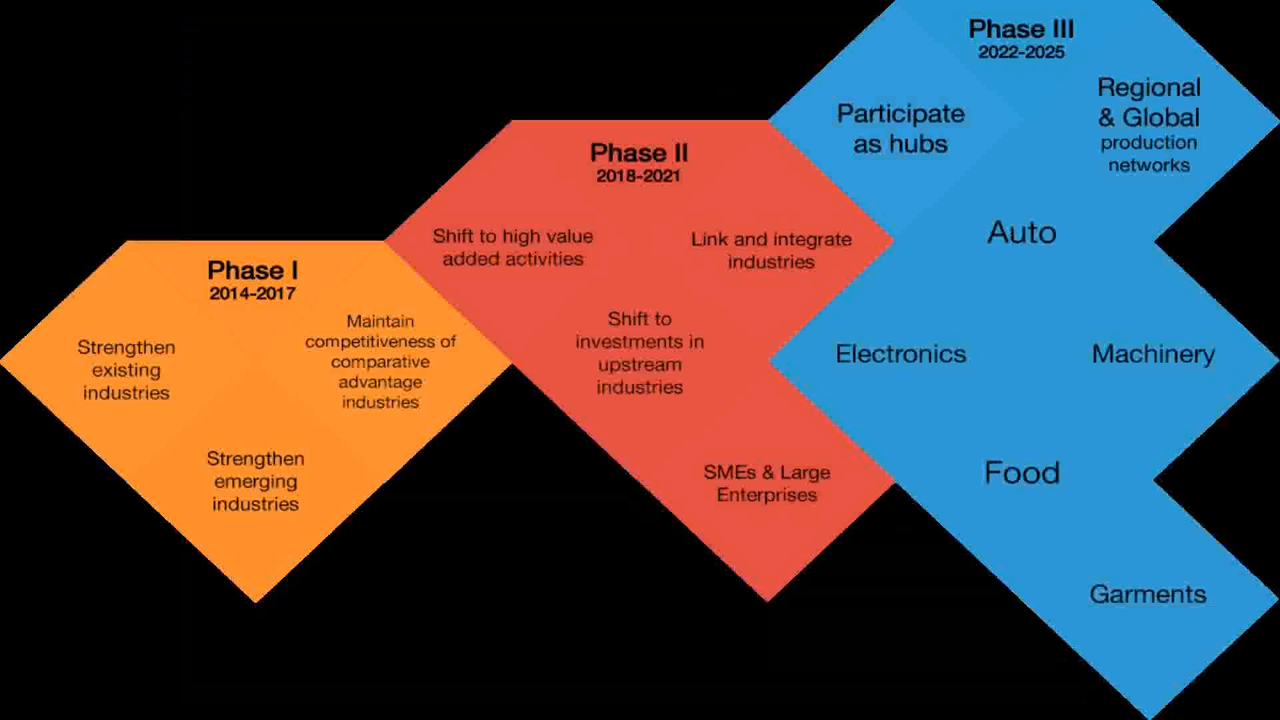 Phase I
2014-2017
Strengthen
existing
industries
Maintain
competitiveness of
comparative
advantage
industries
Strengthen
emerging
industries
Phase II
2018-2021
Shift to high value
added activities
Link and integrate
industries
Shift to
investments in
upstream
industries
SMEs & Large
Enterprises
Phase III
2022-2025
Participate
as hubs
Regional
& Global
production
networks
Auto
Electronics
Machinery
Food
Garments